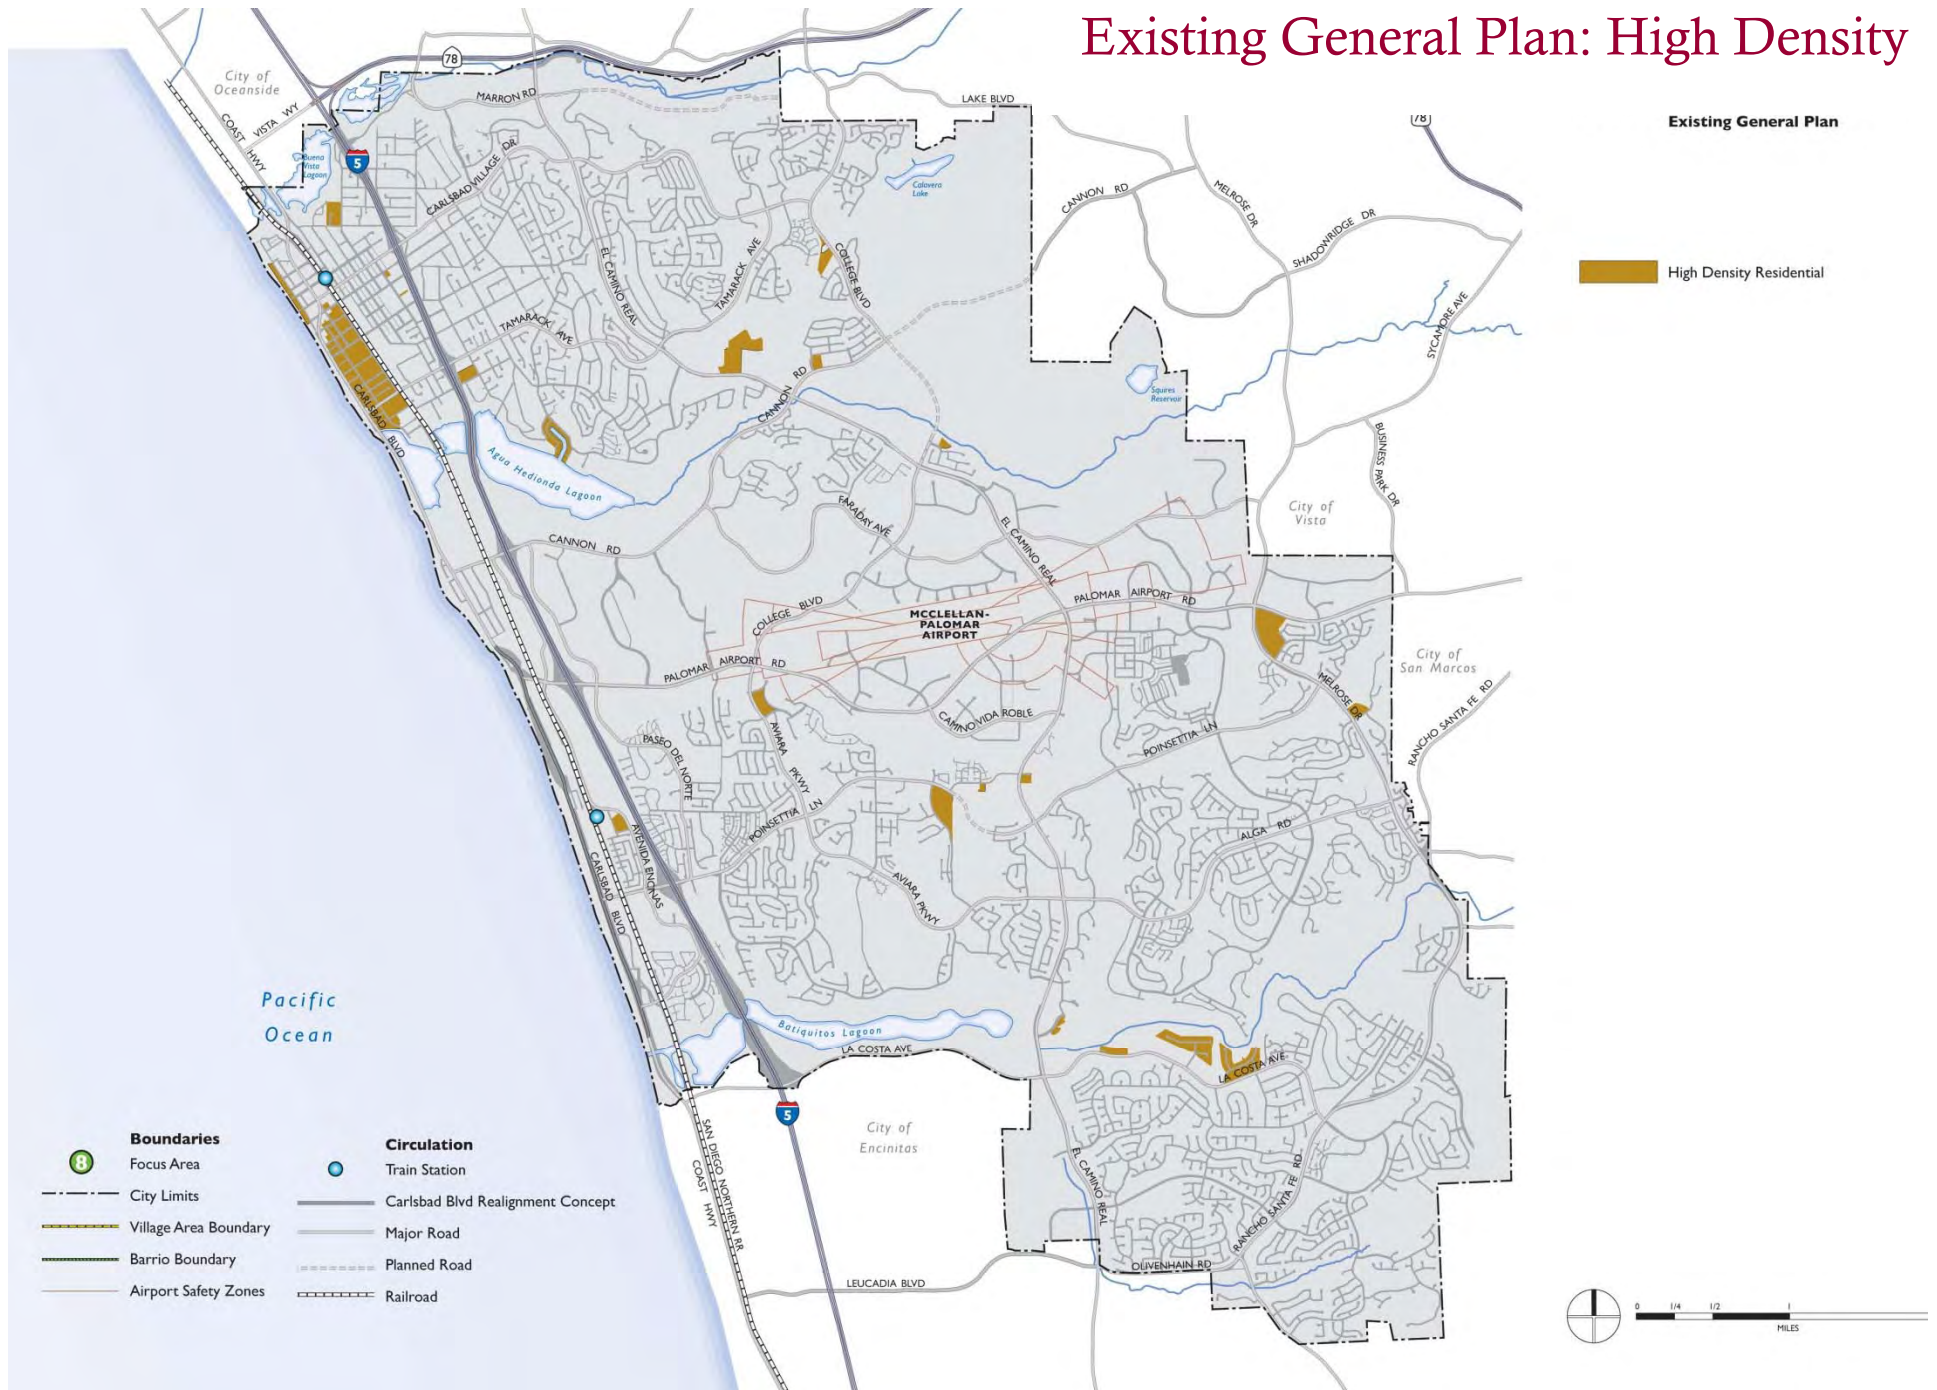 Existing General Plan: High Density
Existing General Plan
High Density Residential
78
78
City of
Oceanside
COAST HWY
VISTA WY
MARRON RD
LAKE BLVD
Buena
Vista
Lagoon
5
CARLSBAD VILLAGE DR
Calavera
Lake
CANNON RD
MELROSE DR
SHADOWRIDGE DR
SYCAMORE AVE
EL CAMINO REAL
TAMARACK AVE
COLLEGE BLVD
TAMARACK AVE
CARLSBAD BLVD
CANNON RD
Squires
Reservoir
BUSINESS PARK DR
Agua Hedionda Lagoon
City of
Vista
FARADAY AVE
EL CAMINO REAL
CANNON RD
COLLEGE BLVD
MCCLELLAN-
PALOMAR
AIRPORT
PALOMAR AIRPORT RD
PALOMAR AIRPORT RD
City of
San Marcos
MELROSE DR
RANCHO SANTA FE RD
CAMINO VIDA ROBLE
PASEO DEL NORTE
AVIARA PKWY
POINSETTIA LN
POINSETTIA LN
ALGA RD
AVENIDA ENCINAS
CARLSBAD BLVD
AVIARA PKWY
Pacific
Ocean
Batiquitos Lagoon
LA COSTA AVE
LA COSTA AVE
5
City of
Encinitas
SAN DIEGO NORTHERN RR
COAST HWY
EL CAMINO REAL
RANCHO SANTA FE RD
OLIVENHAIN RD
LEUCADIA BLVD
Boundaries
8
Focus Area
City Limits
Village Area Boundary
Barrio Boundary
Airport Safety Zones
Circulation
Train Station
Carlsbad Blvd Realignment Concept
Major Road
Planned Road
Railroad
0 1/4 1/2 1
MILES